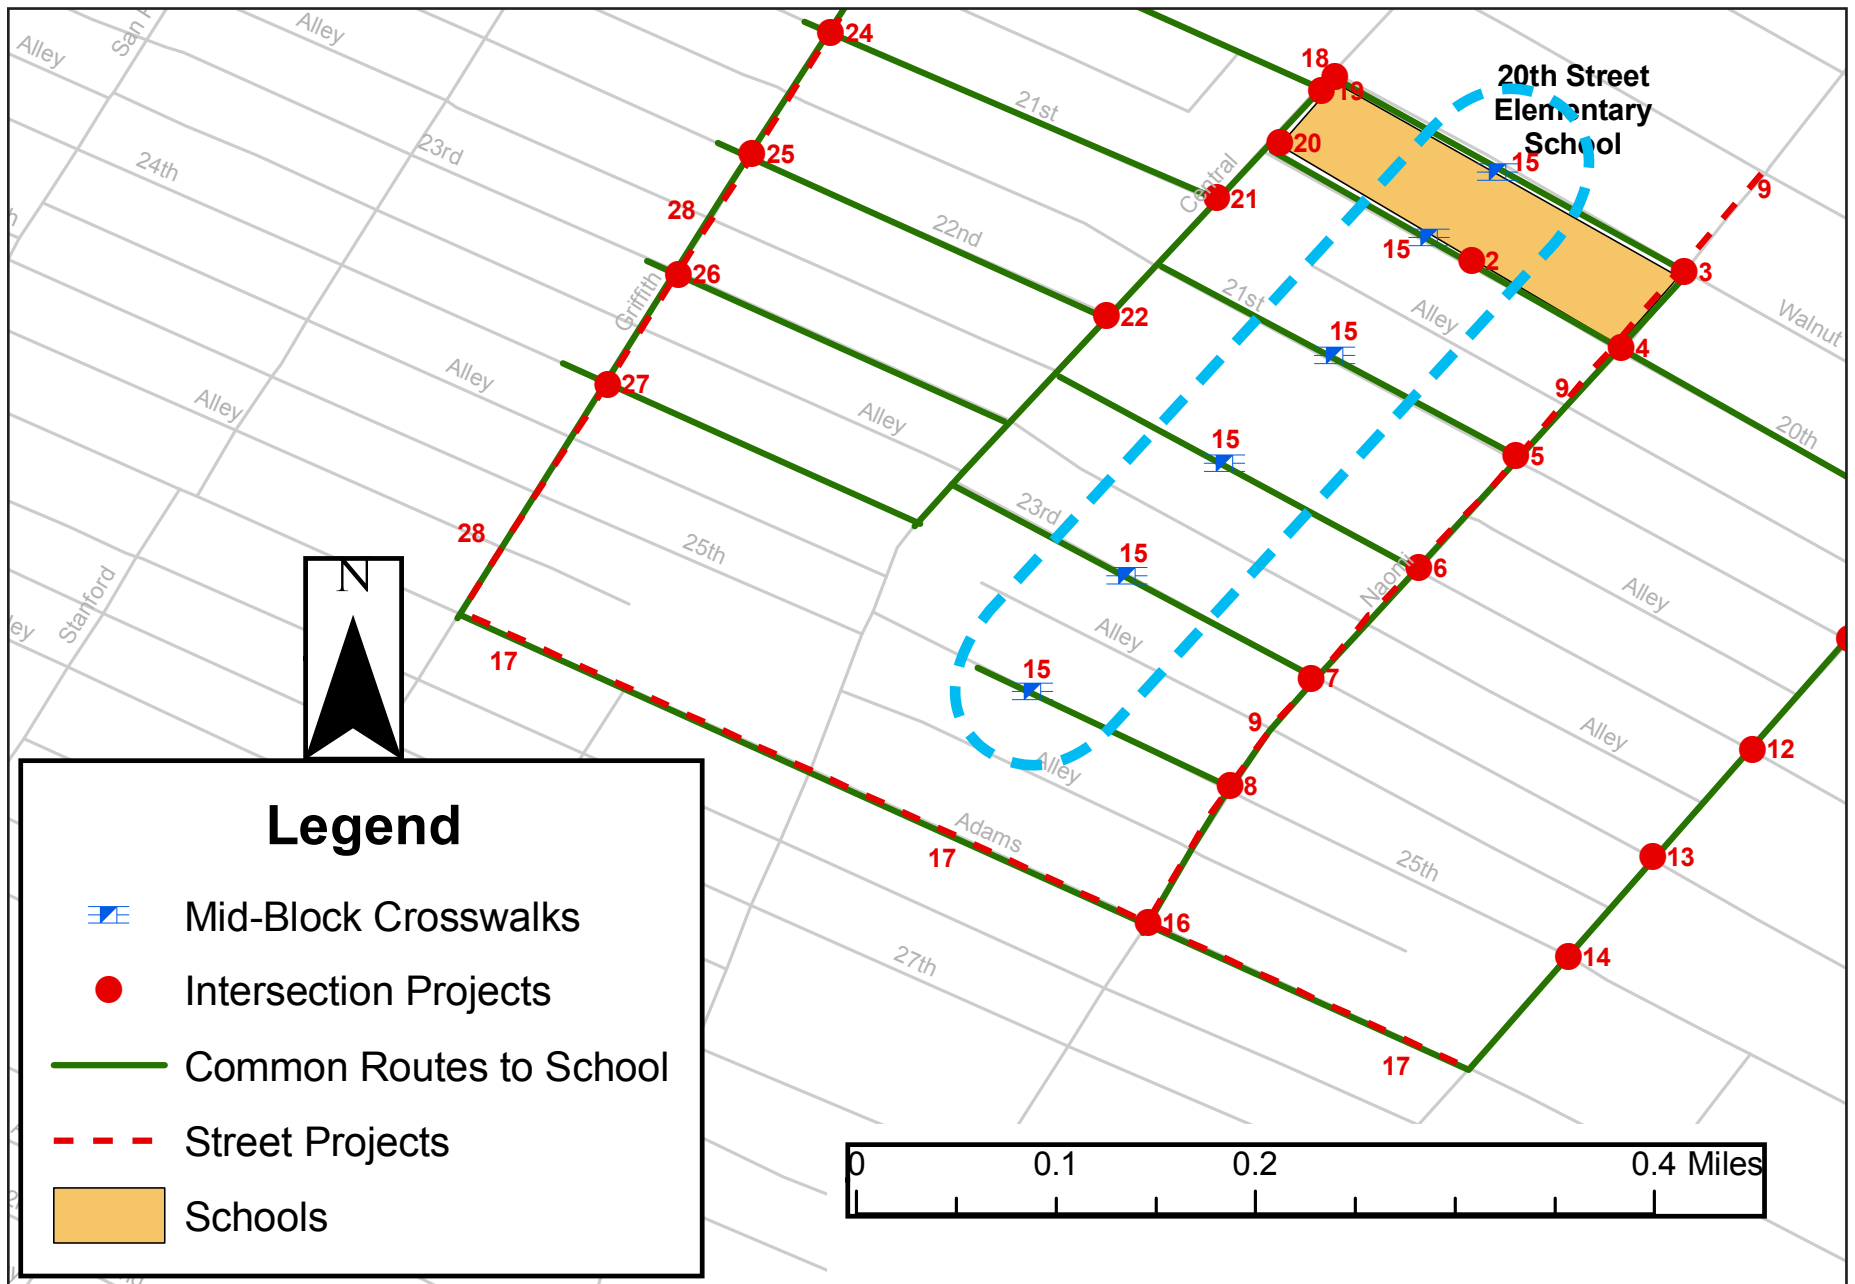 24
Alley
Alley
21st
18
19
20th Street
Elementary
School
23rd
24th
25
20
15
9
Central
21
28
22nd
15
2
3
26
Griffith
22
21st
Alley
Walnut
15
4
27
Alley
9
Alley
Alley
20th
15
5
28
25th
23rd
15
6
Naomi
Alley
Stanford
N
Alley
17
15
7
9
Alley
12
Alley
8
Adams
17
25th
13
16
27th
14
17
Legend
Mid-Block Crosswalks
Intersection Projects
Common Routes to School
Street Projects
Schools
0 0.1 0.2 0.4 Miles